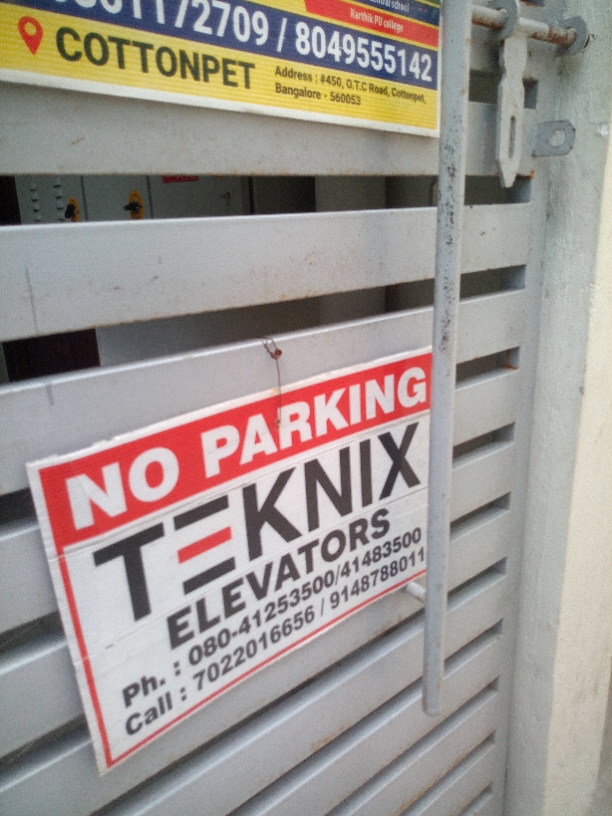 Karthik PU college
/ 8049555142
COTTONPET
Address : #450, O.T.C Road, Cottonpet,
Bangalore - 560053
NO PARKING
TEKNIX
ELEVATORS
Ph. : 080-41253500/41483500
Call : 7022016656 / 9148788011